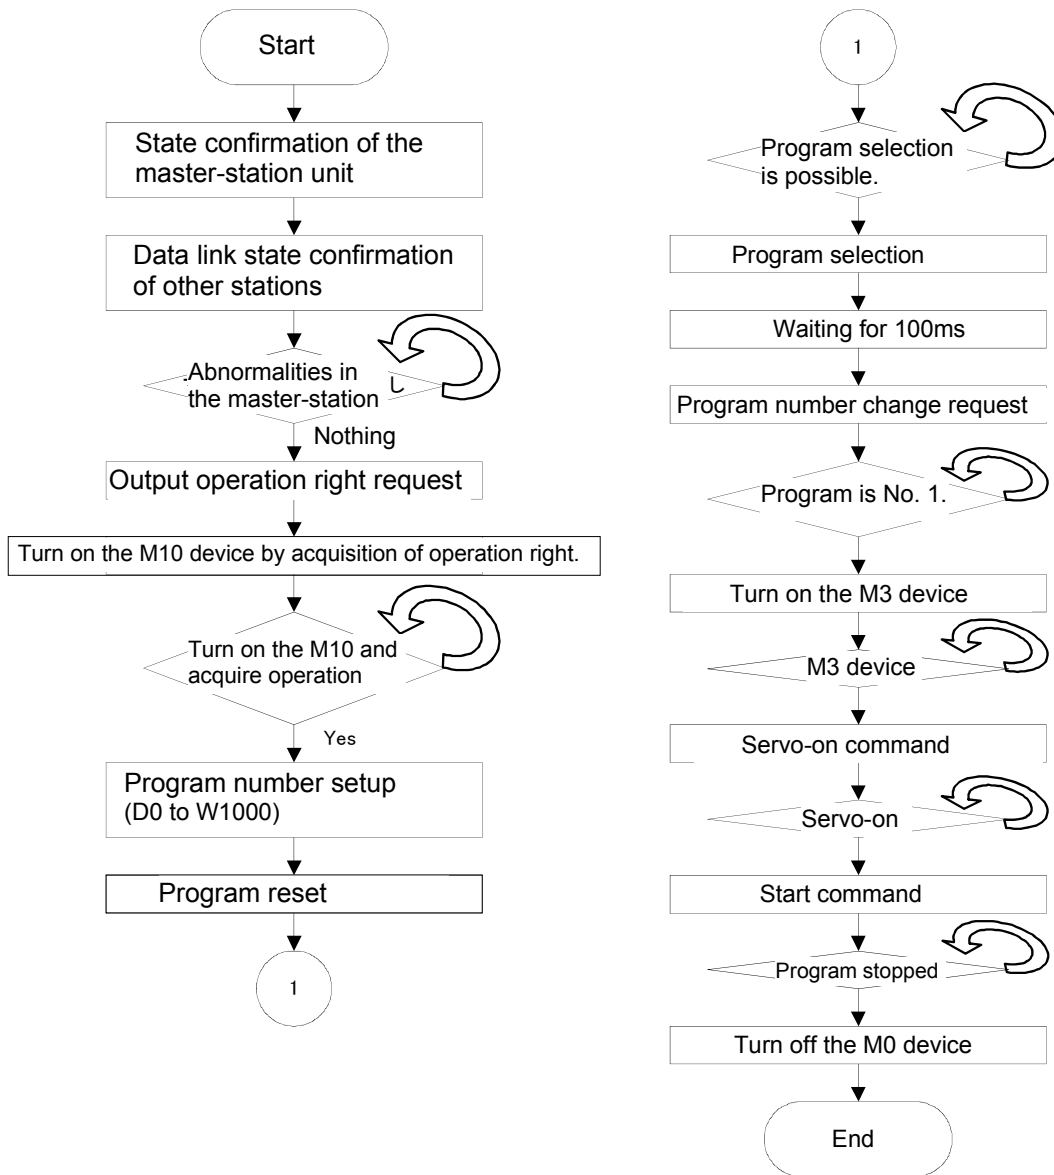 Start
State confirmation of the
master-station unit
Data link state confirmation
of other stations
Abnormalities in
the master-station
し
Nothing
Output operation right request
Turn on the M10 device by acquisition of operation right.
Turn on the M10 and
acquire operation
Yes
Program number setup
(D0 to W1000)
Program reset
1
1
Program selection
is possible.
Program selection
Waiting for 100ms
Program number change request
Program is No. 1.
Turn on the M3 device
M3 device
Servo-on command
Servo-on
Start command
Program stopped
Turn off the M0 device
End